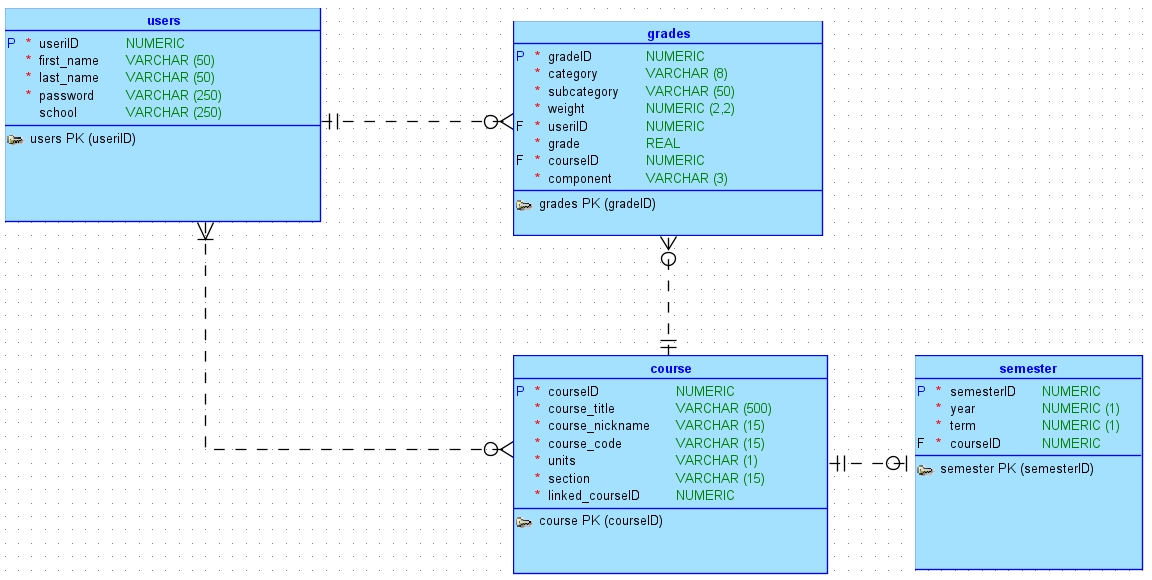 users
P * useriID NUMERIC
* first_name VARCHAR (50)
* last_name VARCHAR (50)
* password VARCHAR (250)
school VARCHAR (250)
users PK (useriID)
grades
P * gradeID NUMERIC
* category VARCHAR (8)
* subcategory VARCHAR (50)
* weight NUMERIC (2,2)
F * useriID NUMERIC
* grade REAL
F * courseID NUMERIC
* component VARCHAR (3)
grades PK (gradeID)
course
P * courseID NUMERIC
* course_title VARCHAR (500)
* course_nickname VARCHAR (15)
* course_code VARCHAR (15)
* units VARCHAR (1)
* section VARCHAR (15)
* linked_courseID NUMERIC
course PK (courseID)
semester
P * semesterID NUMERIC
* year NUMERIC (1)
* term NUMERIC (1)
F * courseID NUMERIC
semester PK (semesterID)